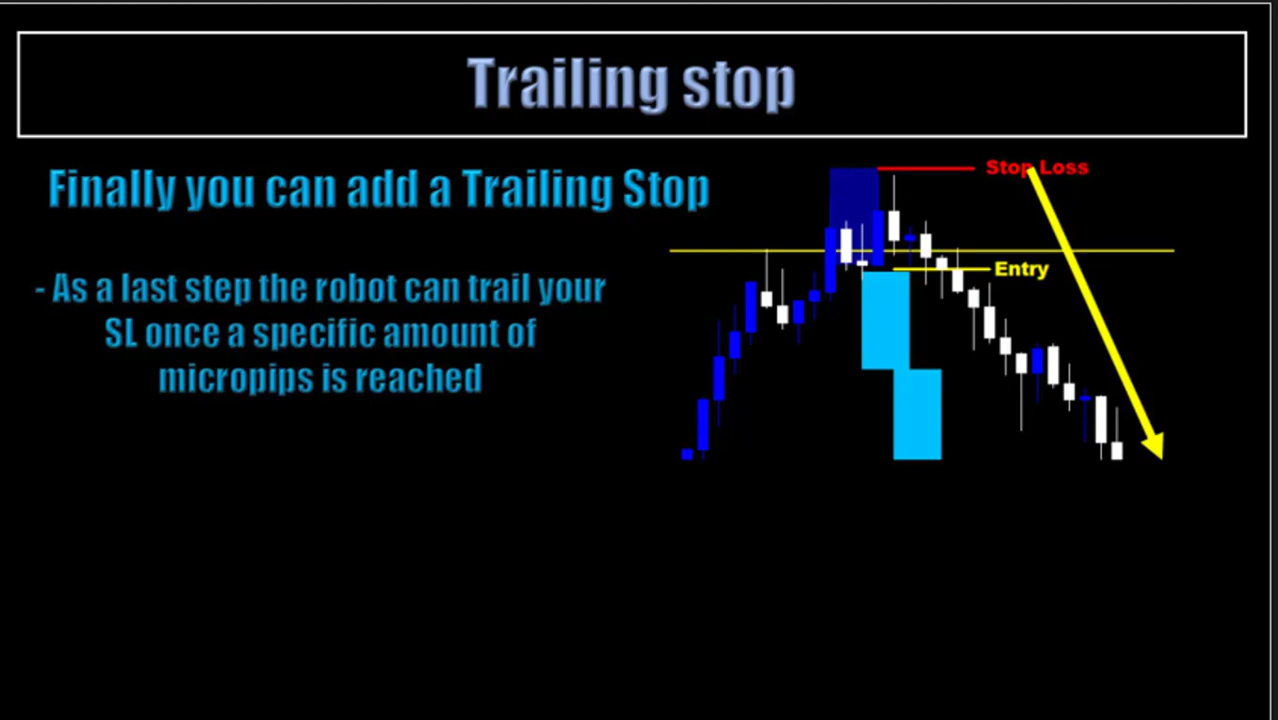 Trailing stop
Finally you can add a Trailing Stop
- As a last step the robot can trail your
SL once a specific amount of
micropips is reached
Stop Loss
Entry